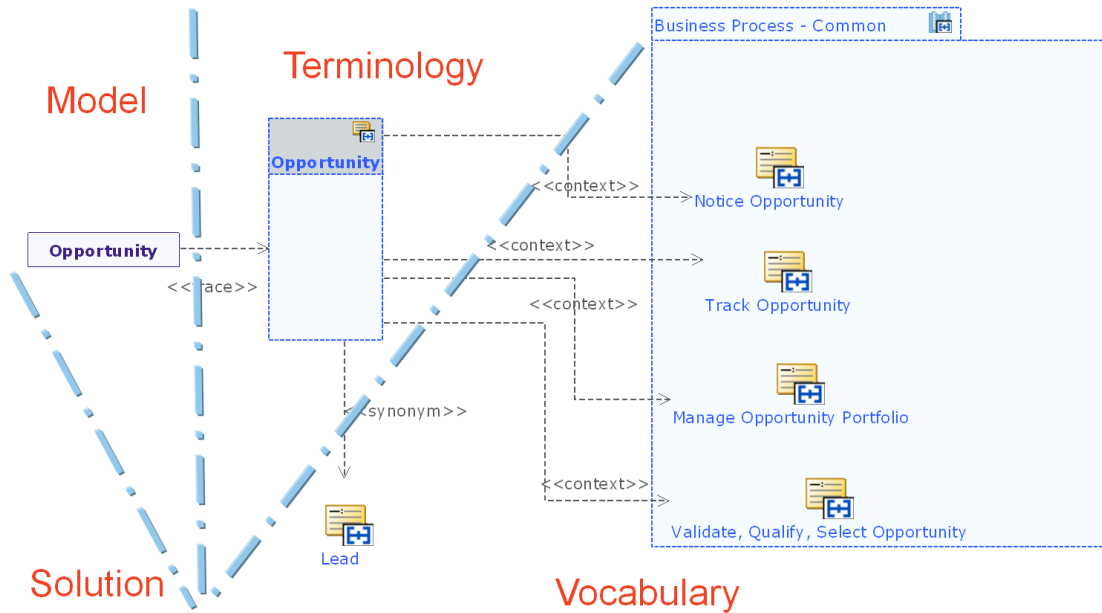 Business Process - Common
Terminology
Model
Opportunity
<<context>>
Notice Opportunity
<<context>>
Opportunity
<<trace>>
<<context>>
Track Opportunity
<<synonym>>
Manage Opportunity Portfolio
<<context>>
Validate, Qualify, Select Opportunity
Lead
Solution
Vocabulary